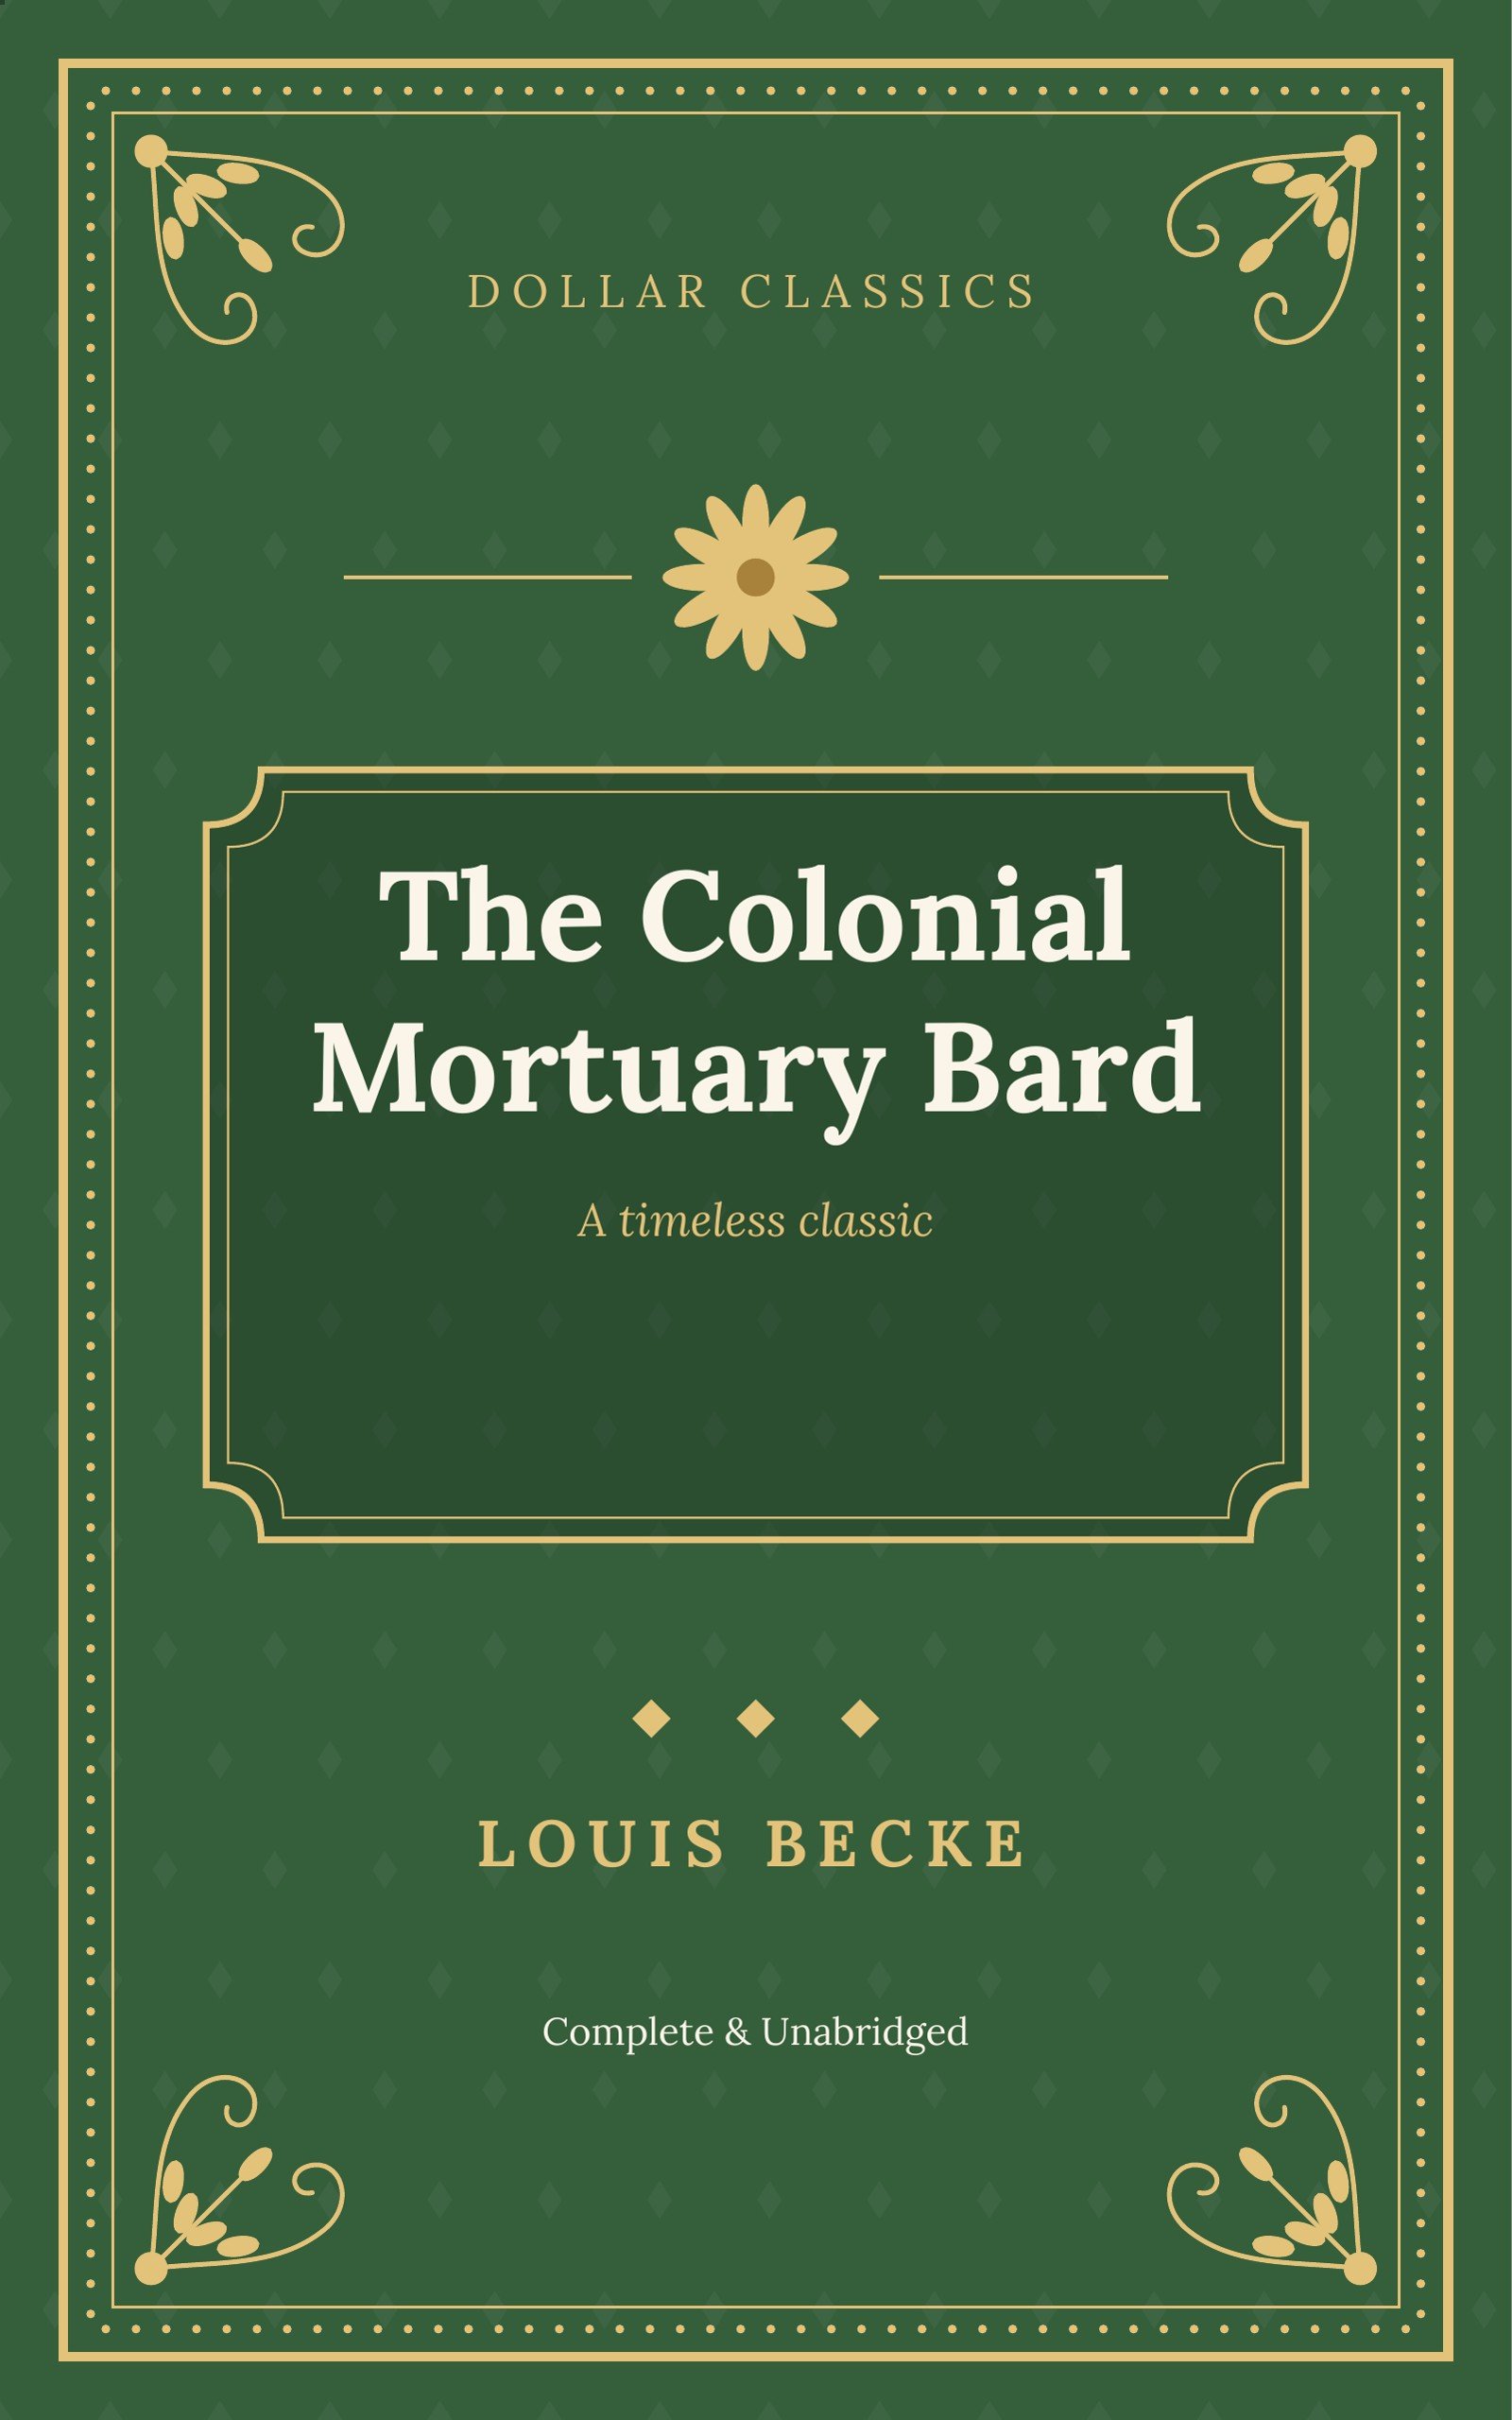 DOLLAR CLASSICS
The Colonial
Mortuary Bard
A timeless classic
LOUIS BECKE
Complete & Unabridged